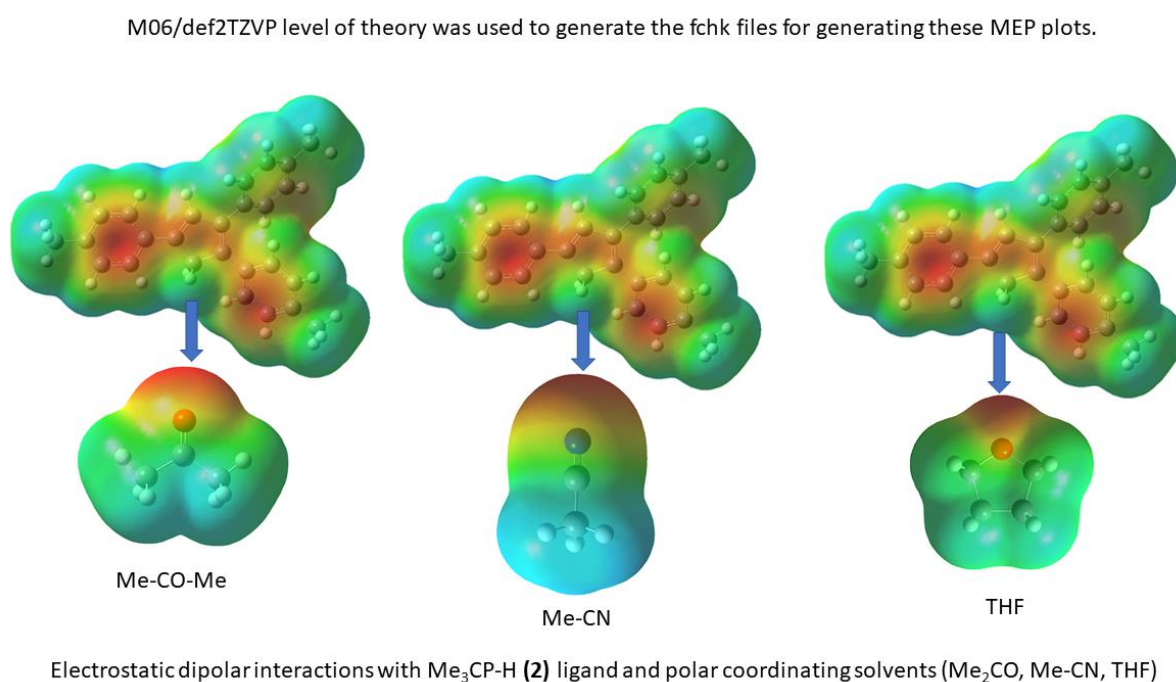 M06/def2TZVP level of theory was used to generate the fchk files for generating these MEP plots.
Me-CO-Me
Me-CN
THF
Electrostatic dipolar interactions with Me₃CP-H (2) ligand and polar coordinating solvents (Me₂CO, Me-CN, THF)